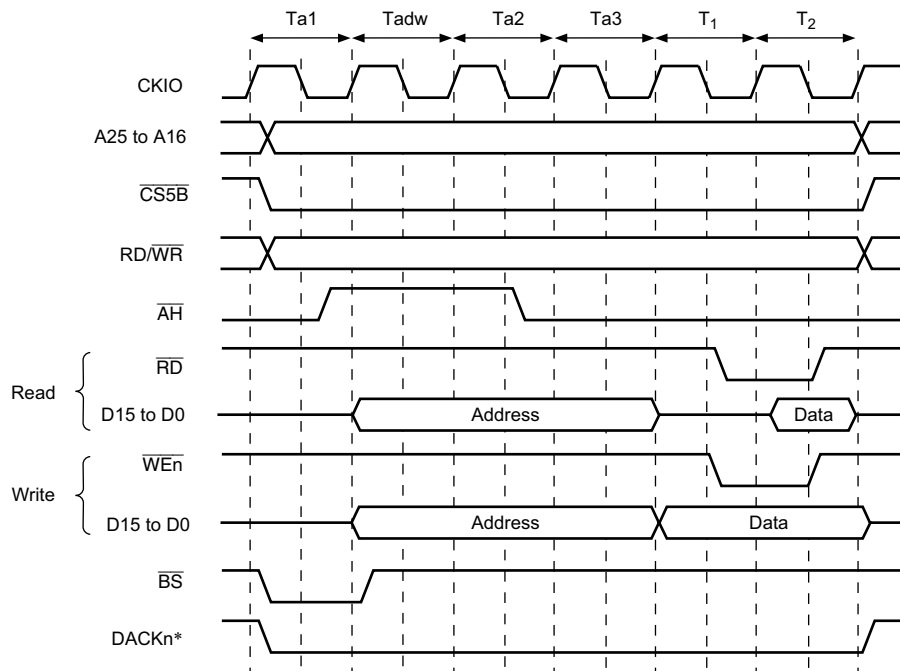 Ta1 Tadw Ta2 Ta3 T1 T2
CKIO
A25 to A16
CS5B
RD/WR
AH
RD
Read
D15 to D0 Address Data
WEn
Write
D15 to D0 Address Data
BS
DACKn*